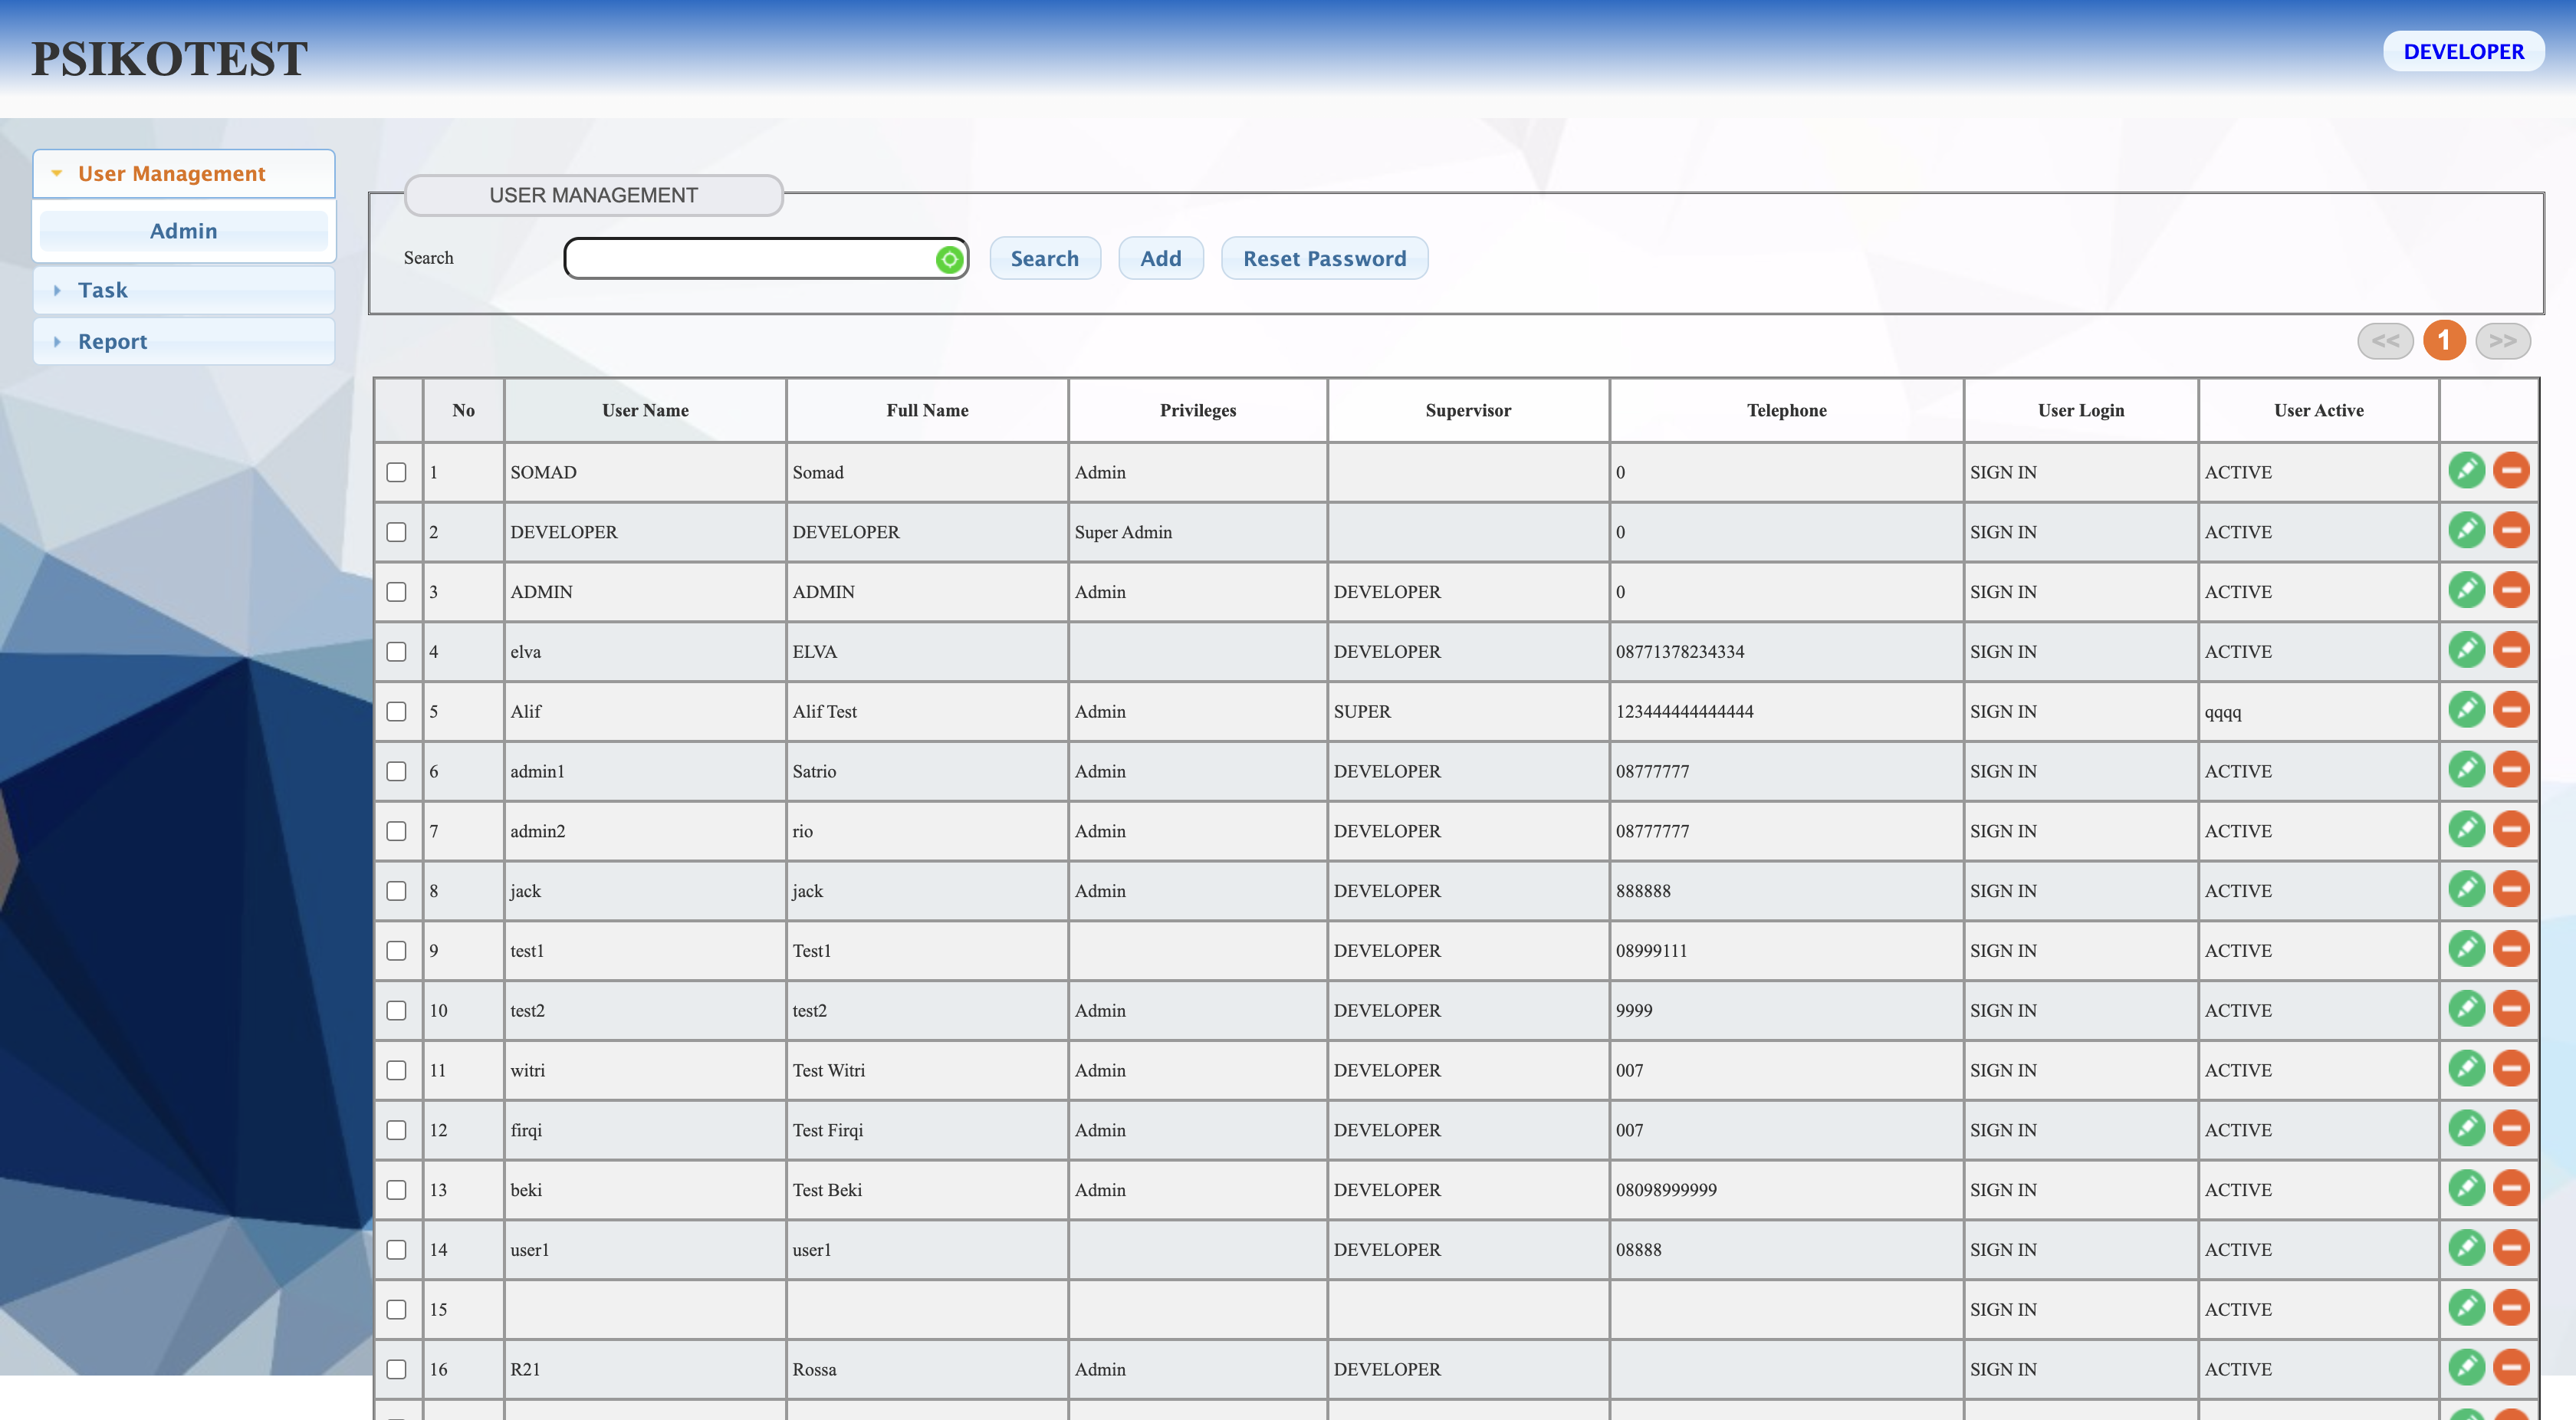 PSIKOTEST
DEVELOPER
User Management
Admin
Task
Report
USER MANAGEMENT
Search Search Add Reset Password
<< 1 >>
No User Name Full Name Privileges Supervisor Telephone User Login User Active
1 SOMAD Somad Admin 0 SIGN IN ACTIVE
2 DEVELOPER DEVELOPER Super Admin 0 SIGN IN ACTIVE
3 ADMIN ADMIN Admin DEVELOPER 0 SIGN IN ACTIVE
4 elva ELVA DEVELOPER 08771378234334 SIGN IN ACTIVE
5 Alif Alif Test Admin SUPER 123444444444444 SIGN IN qqqq
6 admin1 Satrio Admin DEVELOPER 08777777 SIGN IN ACTIVE
7 admin2 rio Admin DEVELOPER 08777777 SIGN IN ACTIVE
8 jack jack Admin DEVELOPER 888888 SIGN IN ACTIVE
9 test1 Test1 DEVELOPER 08999111 SIGN IN ACTIVE
10 test2 test2 Admin DEVELOPER 9999 SIGN IN ACTIVE
11 witri Test Witri Admin DEVELOPER 007 SIGN IN ACTIVE
12 firqi Test Firqi Admin DEVELOPER 007 SIGN IN ACTIVE
13 beki Test Beki Admin DEVELOPER 08098999999 SIGN IN ACTIVE
14 user1 user1 DEVELOPER 08888 SIGN IN ACTIVE
15 SIGN IN ACTIVE
16 R21 Rossa Admin DEVELOPER SIGN IN ACTIVE